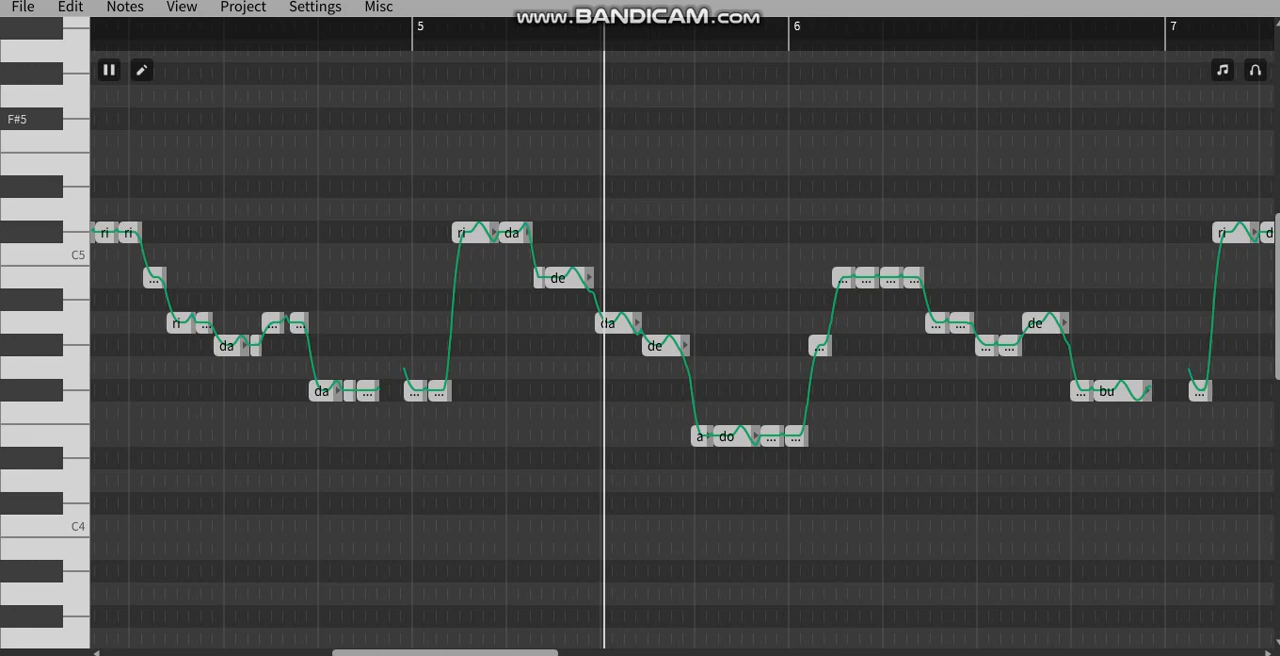 File Edit Notes View Project Settings Misc
www.BANDICAM.com
5 6 7
F#5
ri ri ri da ri d
C5
... de ... ... ... ...
ri ... ... ... da ... ... de
da de ... ... ...
da ... ... ... ... bu ...
a do ... ...
C4